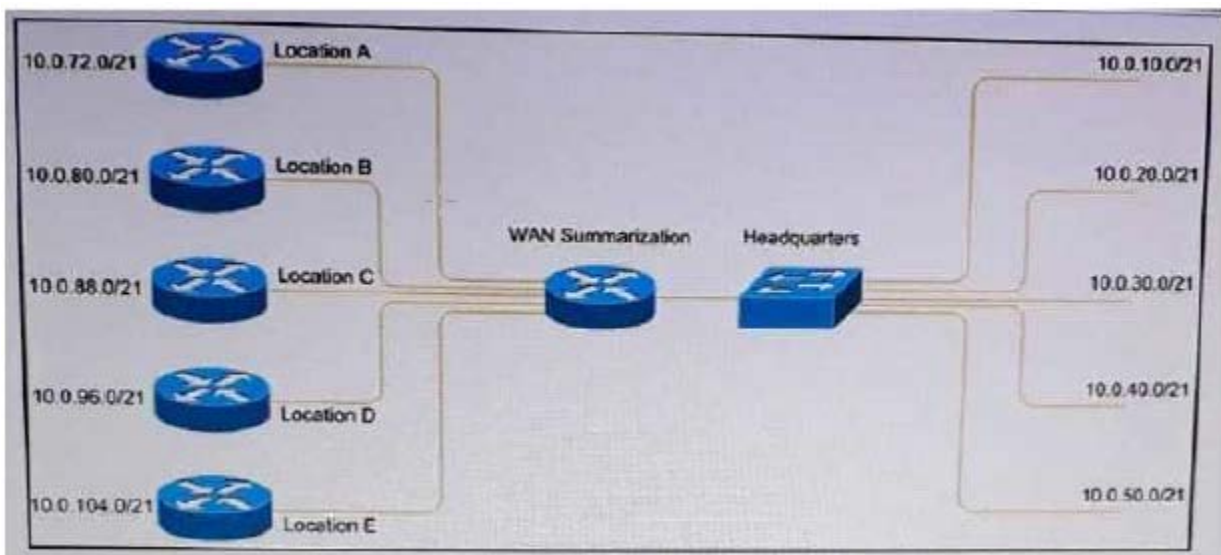 10.0.72.0/21
Location A
10.0.80.0/21
Location B
10.0.88.0/21
Location C
10.0.96.0/21
Location D
10.0.104.0/21
Location E
WAN Summarization
Headquarters
10.0.10.0/21
10.0.20.0/21
10.0.30.0/21
10.0.40.0/21
10.0.50.0/21